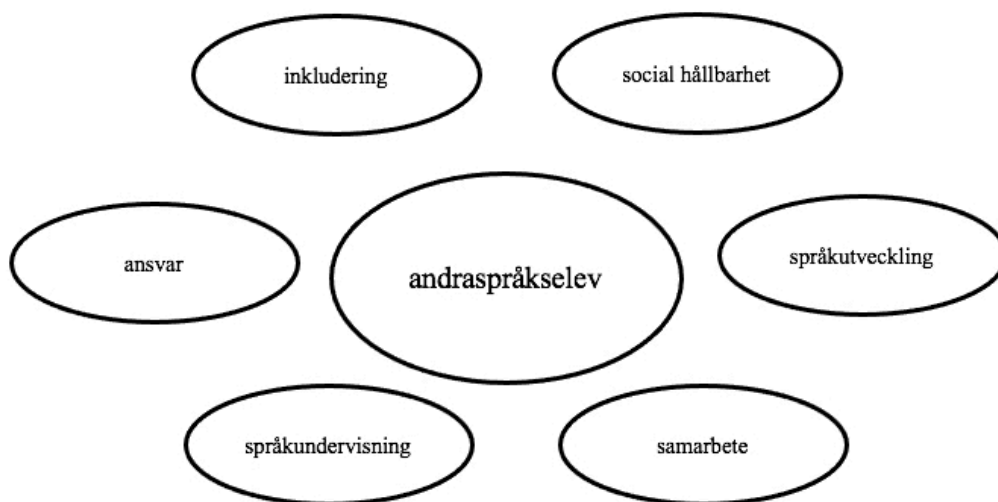 inkludering
social hållbarhet
ansvar
andraspråkselev
språkutveckling
språkundervisning
samarbete